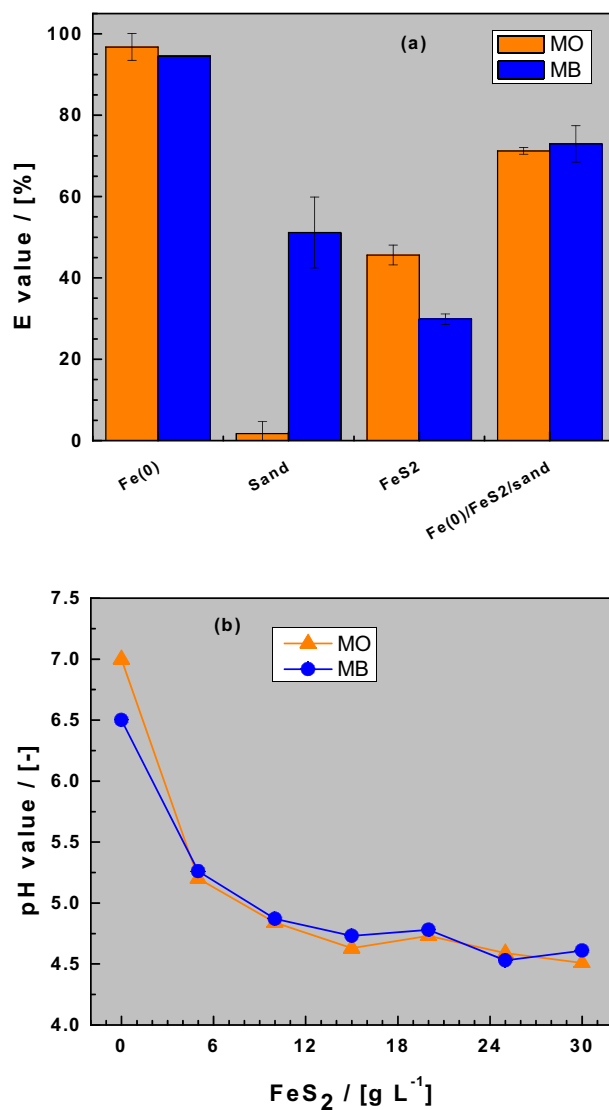 (a)
MO
MB
100
80
60
40
20
0
E value / [%]
Fe(0)
Sand
FeS2
Fe(0)/FeS2/sand
(b)
MO
MB
7.5
7.0
6.5
6.0
5.5
5.0
4.5
4.0
pH value / [-]
0 6 12 18 24 30
FeS₂ / [g L⁻¹]